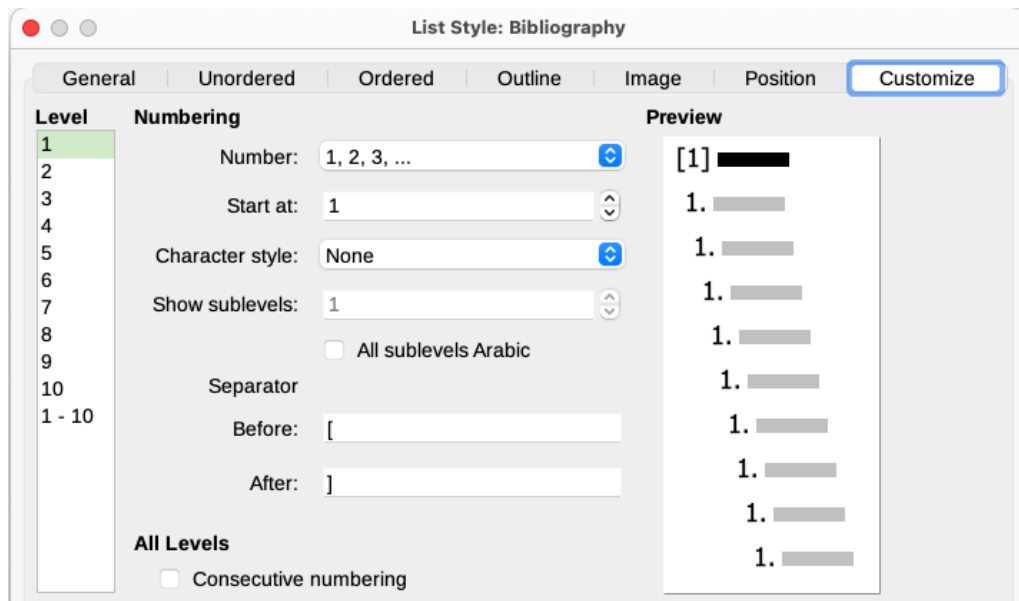 List Style: Bibliography
General Unordered Ordered Outline Image Position Customize
Level
1
2
3
4
5
6
7
8
9
10
1 - 10
Numbering
Number: 1, 2, 3, ...
Start at: 1
Character style: None
Show sublevels: 1
All sublevels Arabic
Separator
Before: [
After: ]
All Levels
Consecutive numbering
Preview
[1]
1.
1.
1.
1.
1.
1.
1.
1.
1.